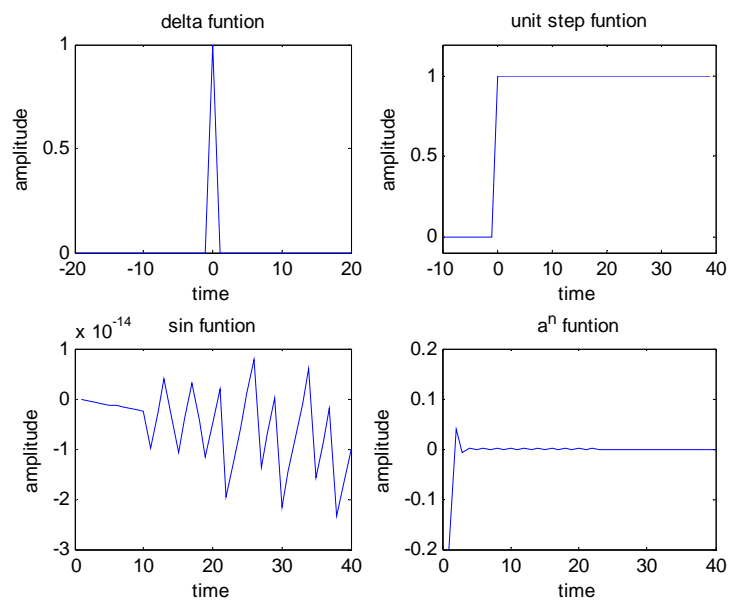 delta funtion
1
0.5
0
-20
-10
0
10
20
amplitude
time
unit step funtion
1
0.5
0
-10
0
10
20
30
40
amplitude
time
x 10^-14
sin funtion
1
0
-1
-2
-3
0
10
20
30
40
amplitude
time
a^n funtion
0.2
0.1
0
-0.1
-0.2
0
10
20
30
40
amplitude
time